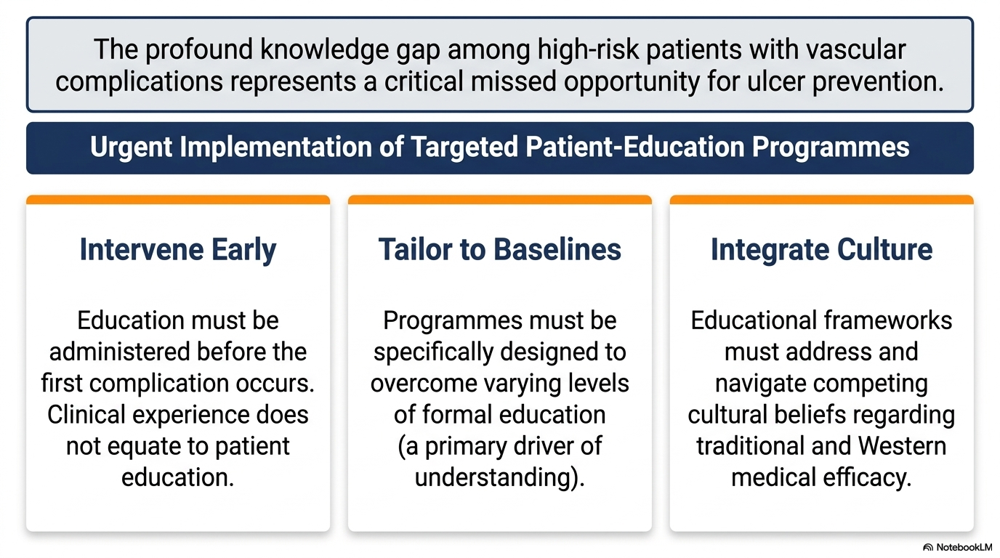 The profound knowledge gap among high-risk patients with vascular
complications represents a critical missed opportunity for ulcer prevention.
Urgent Implementation of Targeted Patient-Education Programmes
Intervene Early
Education must be
administered before the
first complication occurs.
Clinical experience does
not equate to patient
education.
Tailor to Baselines
Programmes must be
specifically designed to
overcome varying levels
of formal education
(a primary driver of
understanding).
Integrate Culture
Educational frameworks
must address and
navigate competing
cultural beliefs regarding
traditional and Western
medical efficacy.
NotebookLM